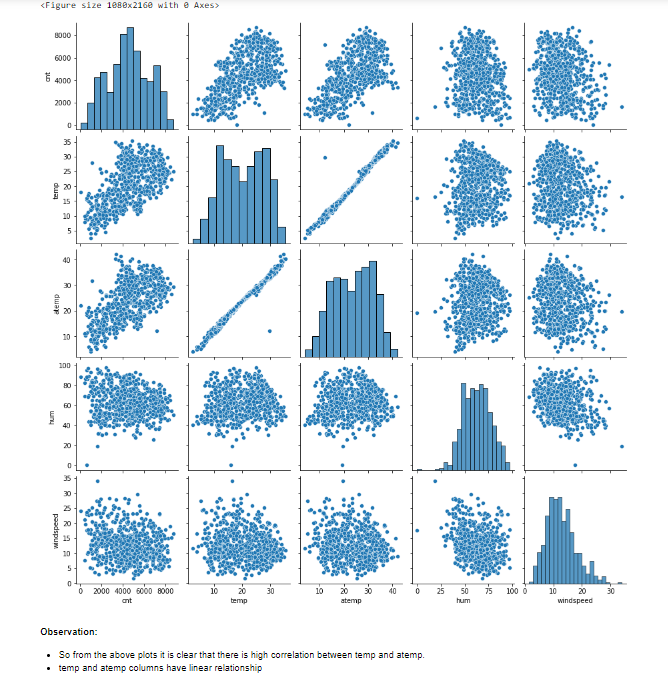 <Figure size 1080x2160 with 0 Axes>
8000
6000
4000
2000
0
cnt
35
30
25
20
15
10
5
temp
40
30
20
10
atemp
100
80
60
40
20
0
hum
35
30
25
20
15
10
5
0
windspeed
0 2000 4000 6000 8000
10 20 30
10 20 30 40
0 25 50 75 100
0 10 20 30
cnt temp atemp hum windspeed
Observation:
• So from the above plots it is clear that there is high correlation between temp and atemp.
• temp and atemp columns have linear relationship